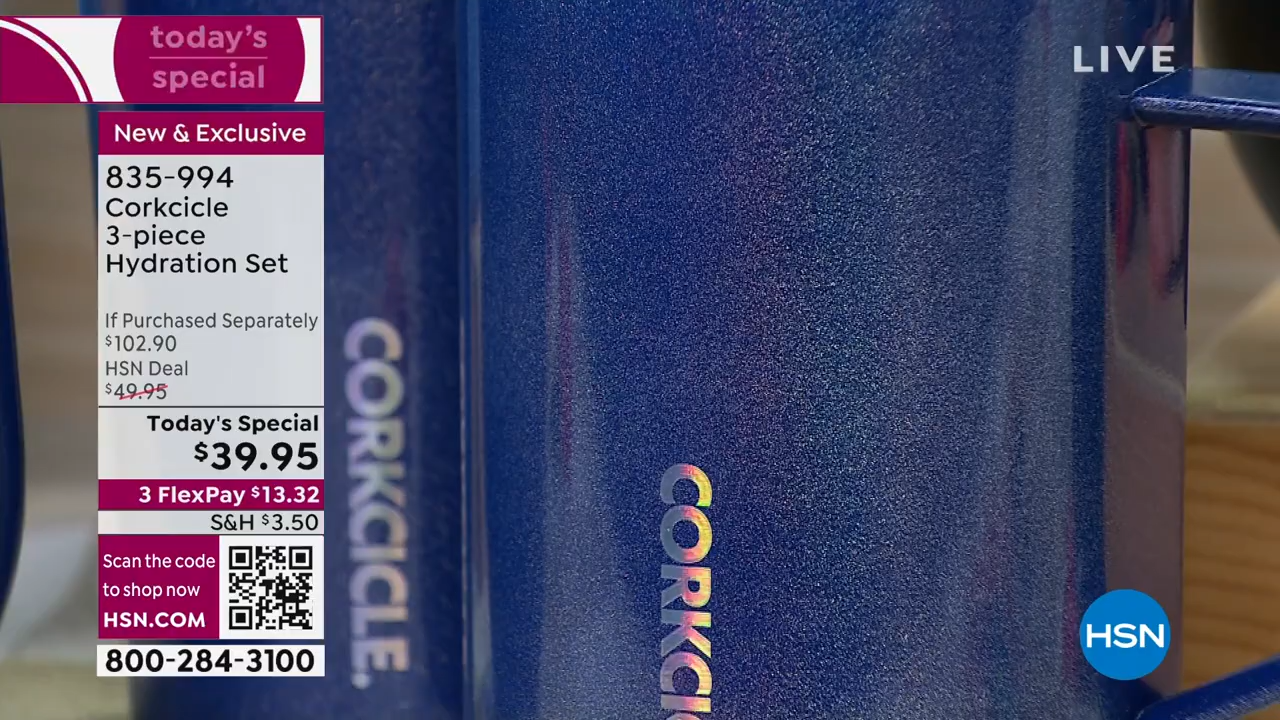 today's
special
LIVE
New & Exclusive
835-994
Corkcicle
3-piece
Hydration Set
If Purchased Separately
$102.90
HSN Deal
$49.95
Today's Special
$39.95
3 FlexPay $13.32
S&H $3.50
Scan the code
to shop now
HSN.COM
800-284-3100
CORKCICLE.
CORKCI
HSN